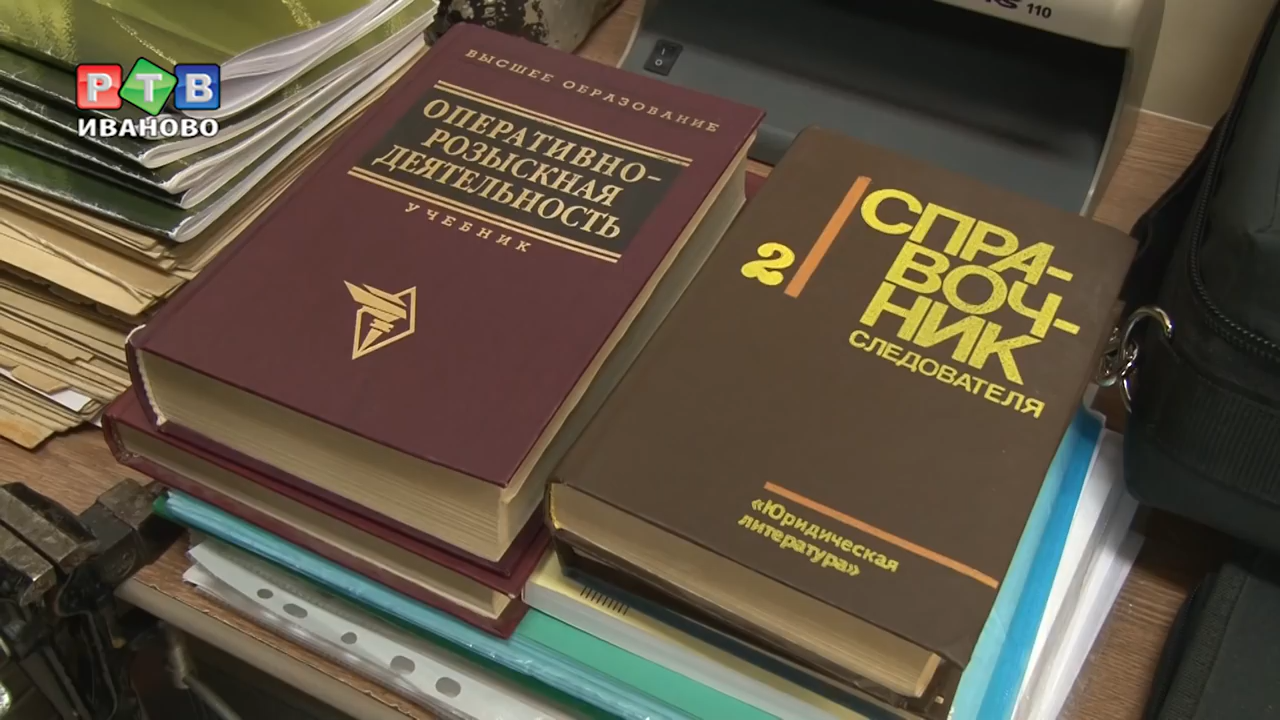 РТВ
ИВАНОВО
ВЫСШЕЕ ОБРАЗОВАНИЕ
ОПЕРАТИВНО-
РОЗЫСКНАЯ
ДЕЯТЕЛЬНОСТЬ
УЧЕБНИК
2
СПРА-
ВОЧ-
НИК
СЛЕДОВАТЕЛЯ
«Юридическая
литература»
110